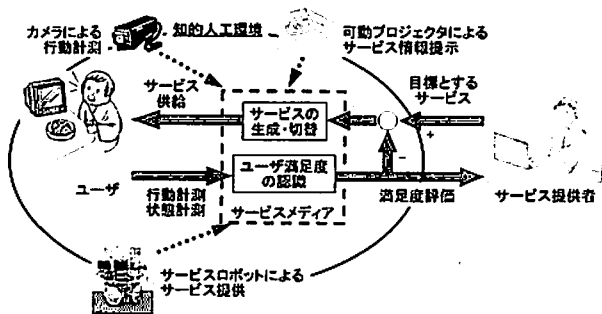 カメラによる
行動計測
知的人工環境
可動プロジェクタによる
サービス情報提示
サービス
供給
サービスの
生成・切替
目標とする
サービス
+
-
ユーザ満足度
の認識
ユーザ
行動計測
状態計測
サービスメディア
満足度評価
サービス提供者
サービスロボットによる
サービス提供